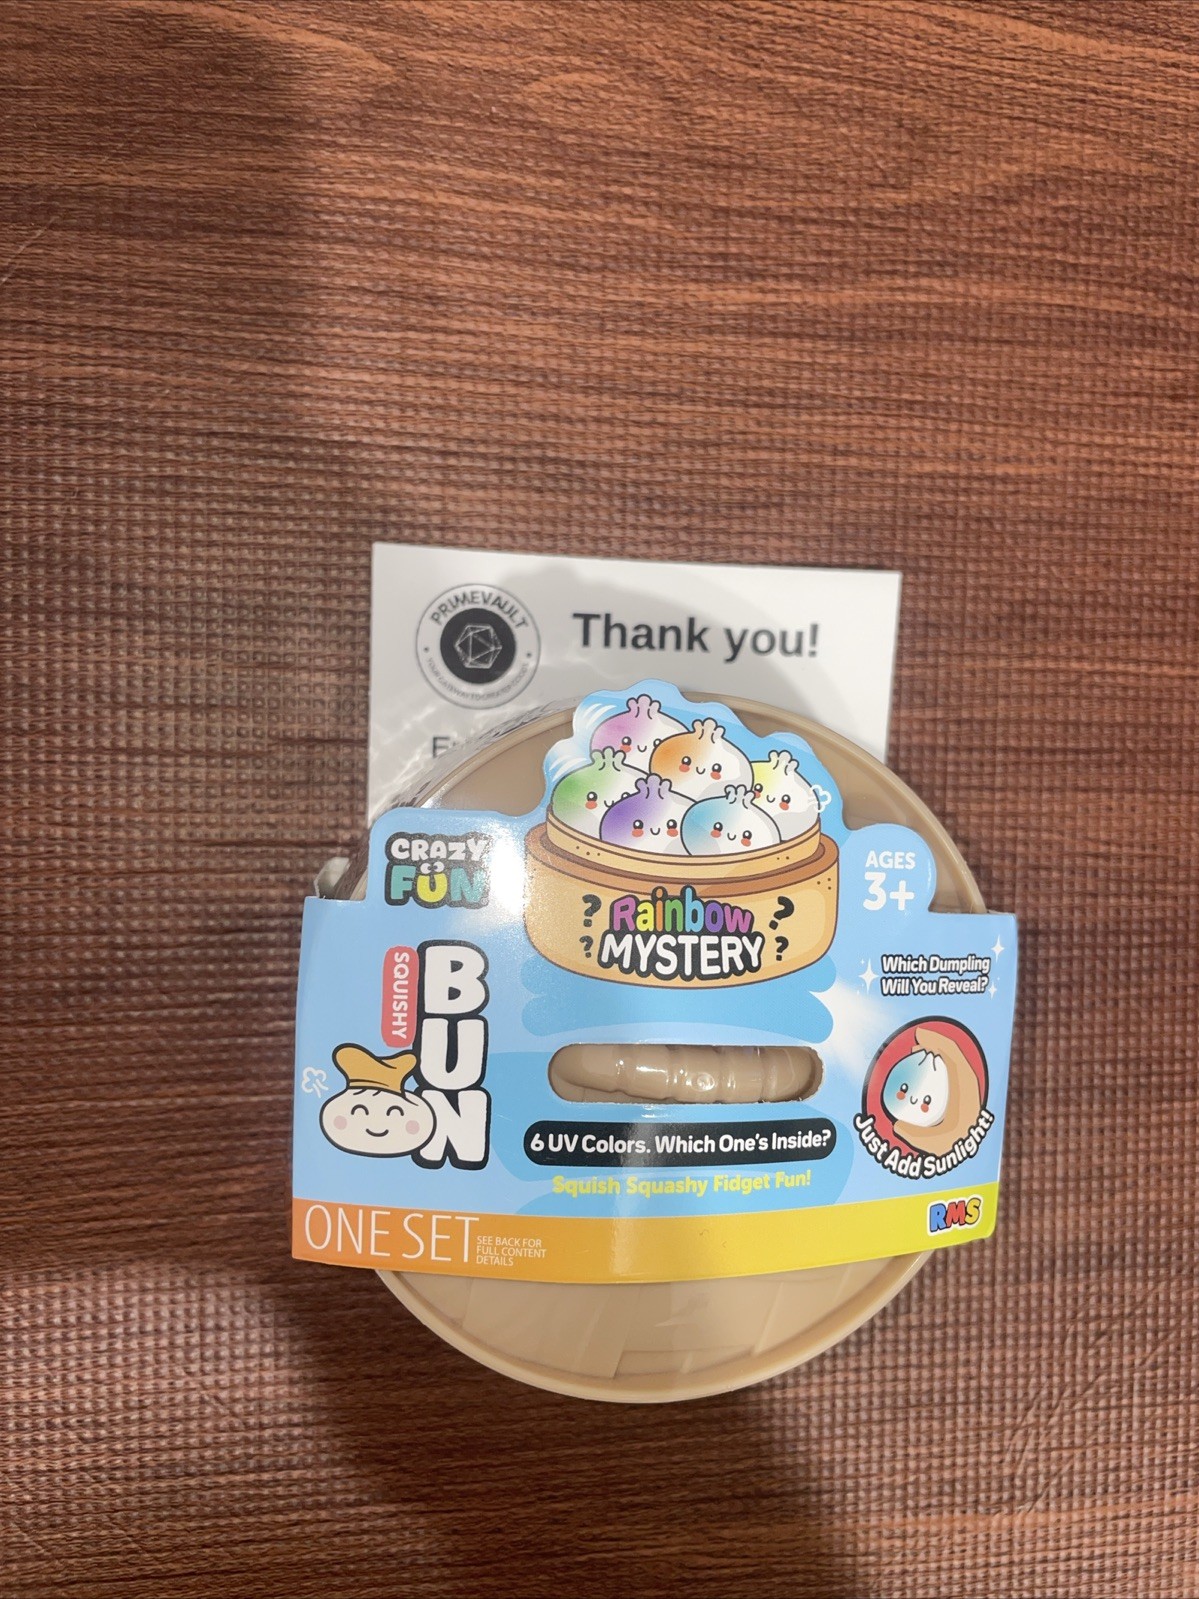 PRIMEVAULT
Thank you!
CRAZY
FUN
AGES
3+
? Rainbow ?
? MYSTERY ?
SQUISHY
BUN
Which Dumpling
Will You Reveal?
Just Add Sunlight!
6 UV Colors. Which One's Inside?
Squish Squashy Fidget Fun!
RMS
ONE SET
SEE BACK FOR
FULL CONTENT
DETAILS